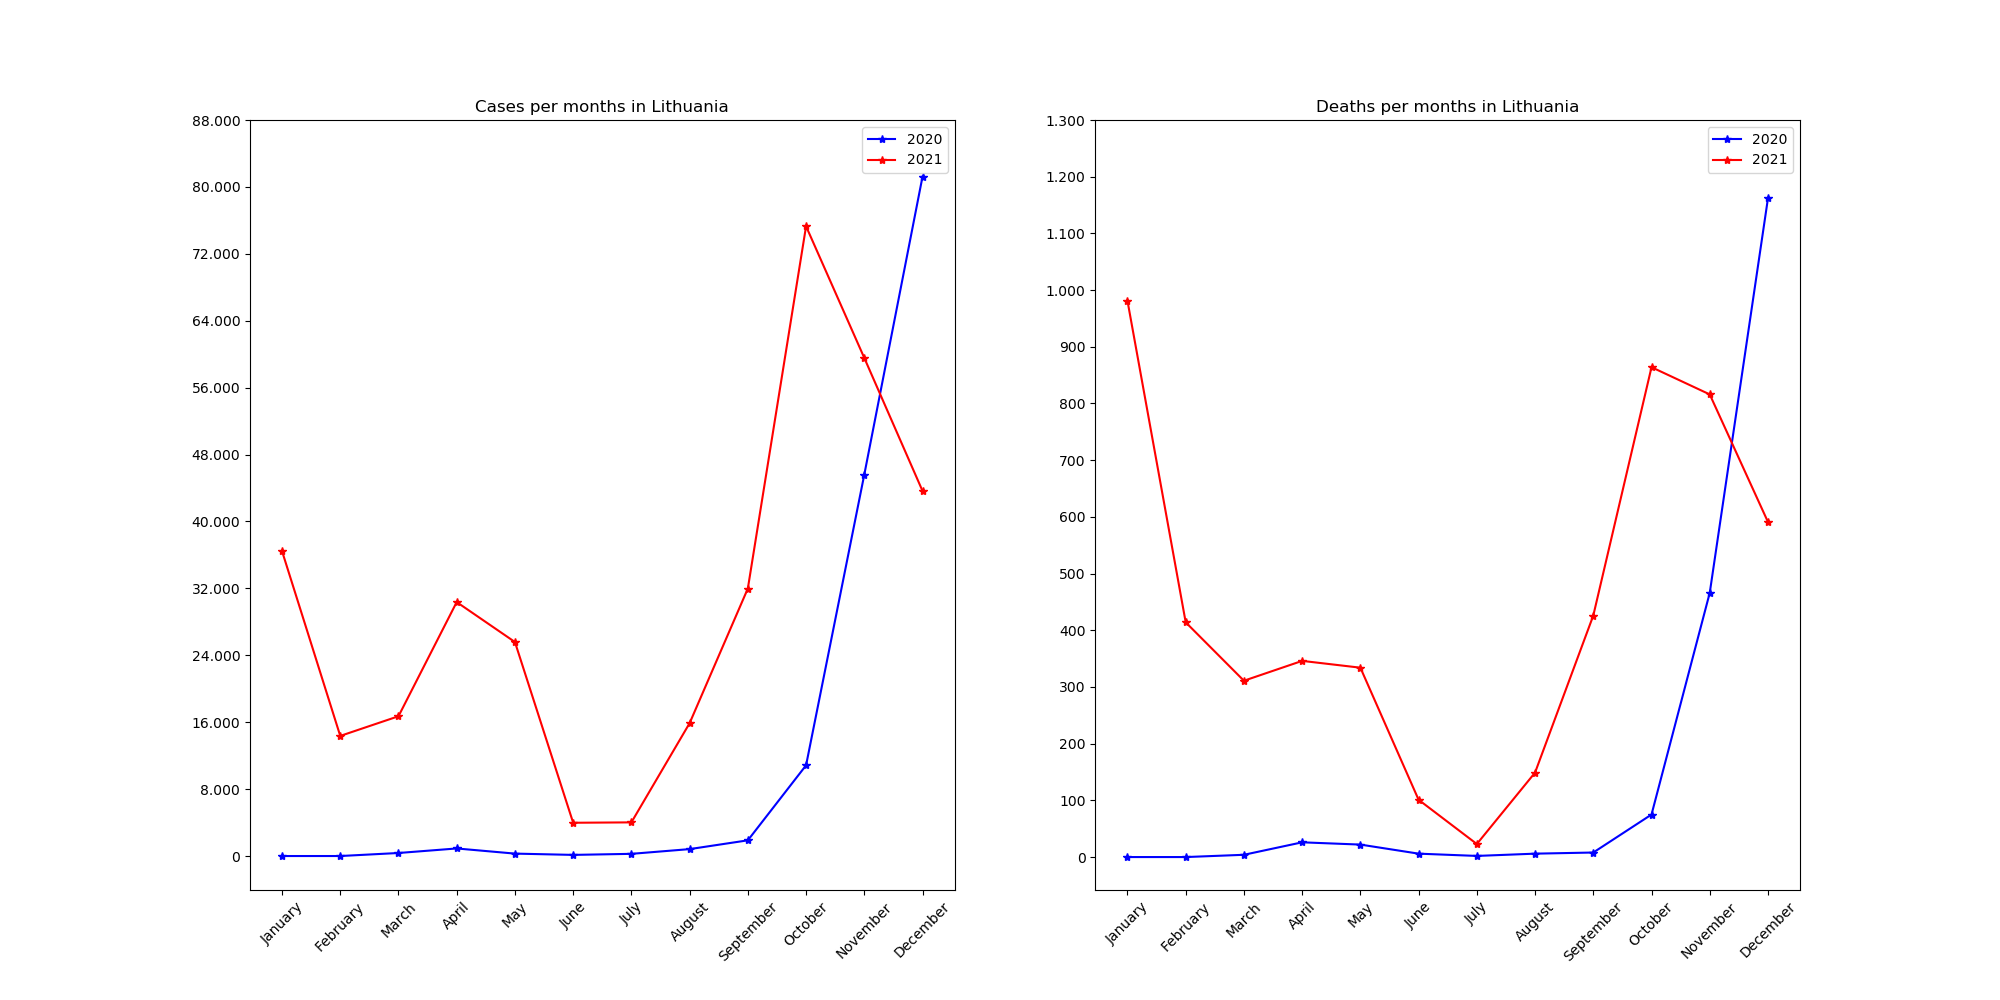 Cases per months in Lithuania
88.000
80.000
72.000
64.000
56.000
48.000
40.000
32.000
24.000
16.000
8.000
0
2020
2021
January
February
March
April
May
June
July
August
September
October
November
December
Deaths per months in Lithuania
1.300
1.200
1.100
1.000
900
800
700
600
500
400
300
200
100
0
2020
2021
January
February
March
April
May
June
July
August
September
October
November
December